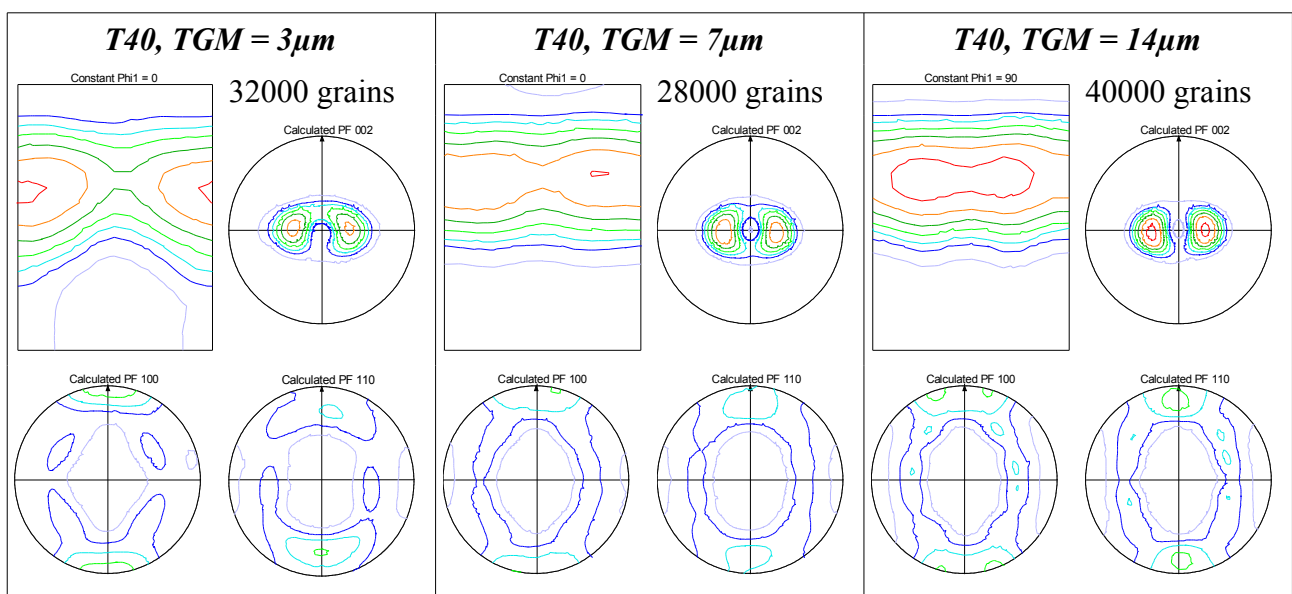 T40, TGM = 3μm
Constant Phi1 = 0
32000 grains
Calculated PF 002
Calculated PF 100
Calculated PF 110
T40, TGM = 7μm
Constant Phi1 = 0
28000 grains
Calculated PF 002
Calculated PF 100
Calculated PF 110
T40, TGM = 14μm
Constant Phi1 = 90
40000 grains
Calculated PF 002
Calculated PF 100
Calculated PF 110